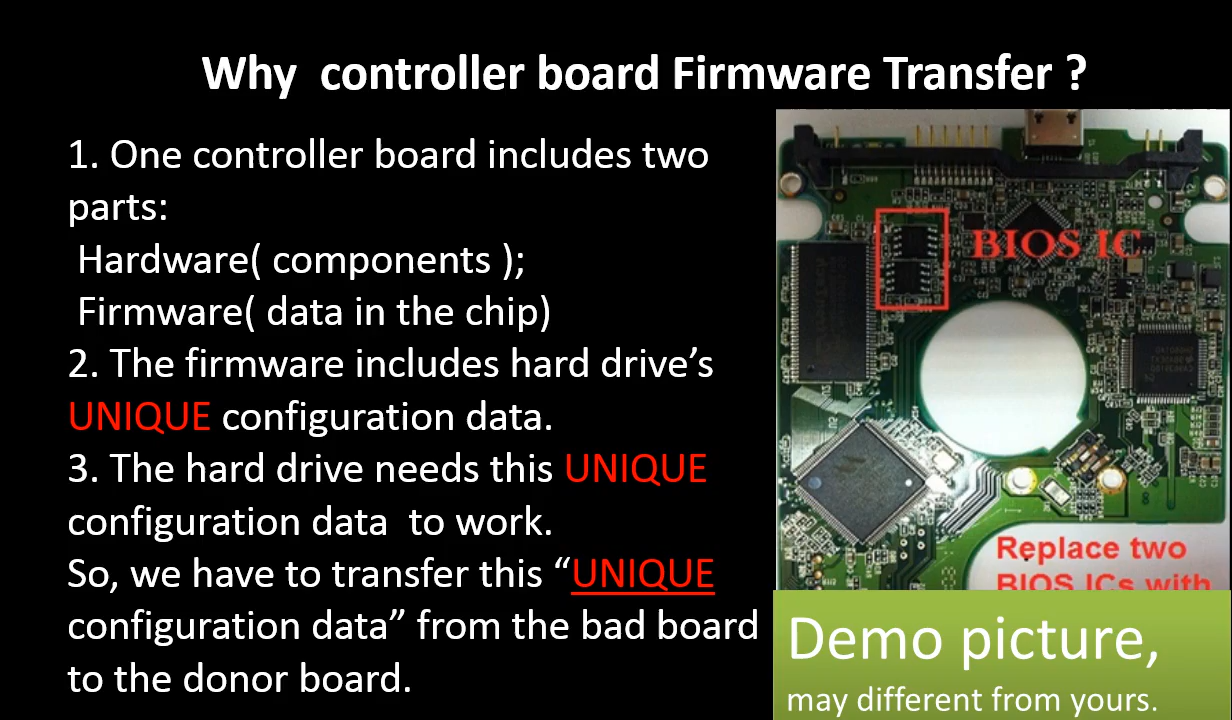 Why  controller board Firmware Transfer ?
1. One controller board includes two
parts:
Hardware( components );
Firmware( data in the chip)
2. The firmware includes hard drive’s
UNIQUE configuration data.
3. The hard drive needs this UNIQUE
configuration data  to work.
So, we have to transfer this “UNIQUE
configuration data” from the bad board
to the donor board.
BIOS IC
Replace two
BIOS ICs with
Demo picture,
may different from yours.